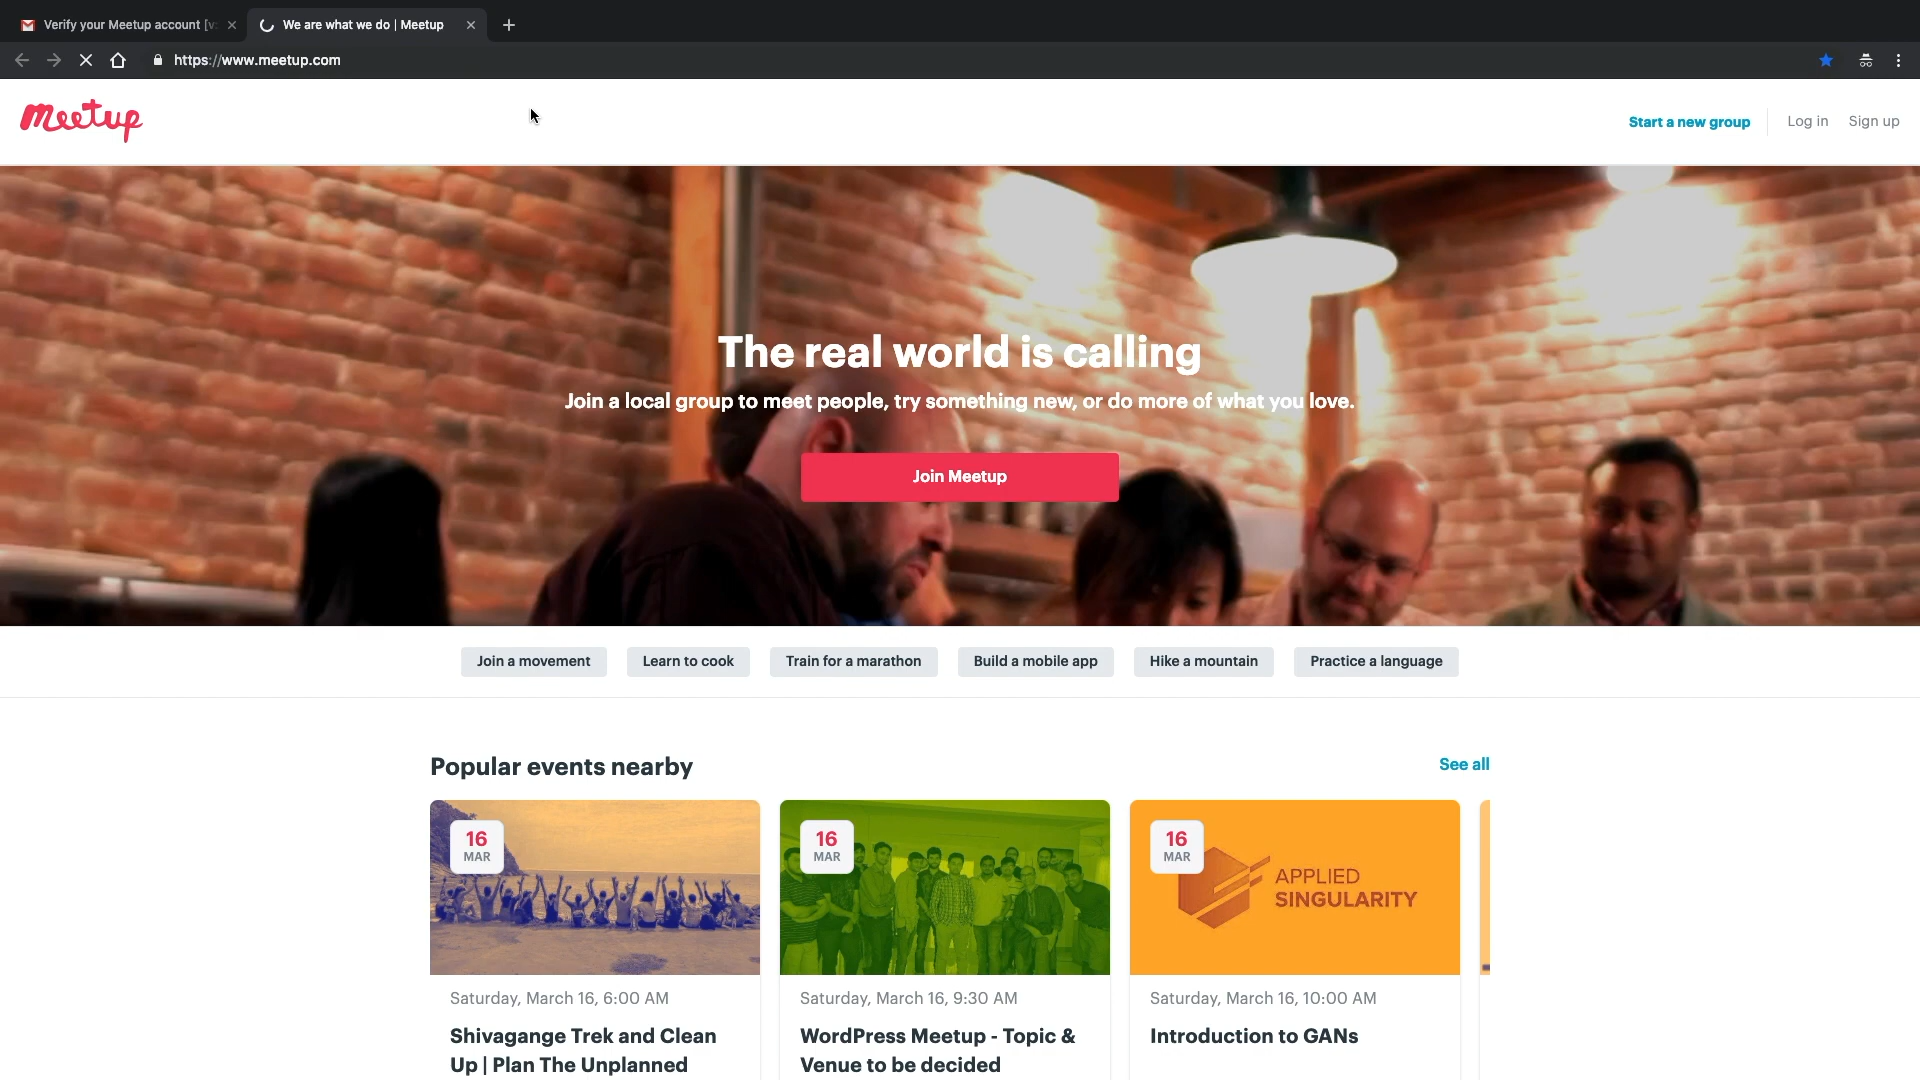 Verify your Meetup account
We are what we do | Meetup
https://www.meetup.com
Meetup
Start a new group
Log in
Sign up
The real world is calling
Join a local group to meet people, try something new, or do more of what you love.
Join Meetup
Join a movement
Learn to cook
Train for a marathon
Build a mobile app
Hike a mountain
Practice a language
Popular events nearby
See all
16
MAR
16
MAR
16
MAR
APPLIED
SINGULARITY
Saturday, March 16, 6:00 AM
Saturday, March 16, 9:30 AM
Saturday, March 16, 10:00 AM
Shivagange Trek and Clean
Up | Plan The Unplanned
WordPress Meetup - Topic &
Venue to be decided
Introduction to GANs